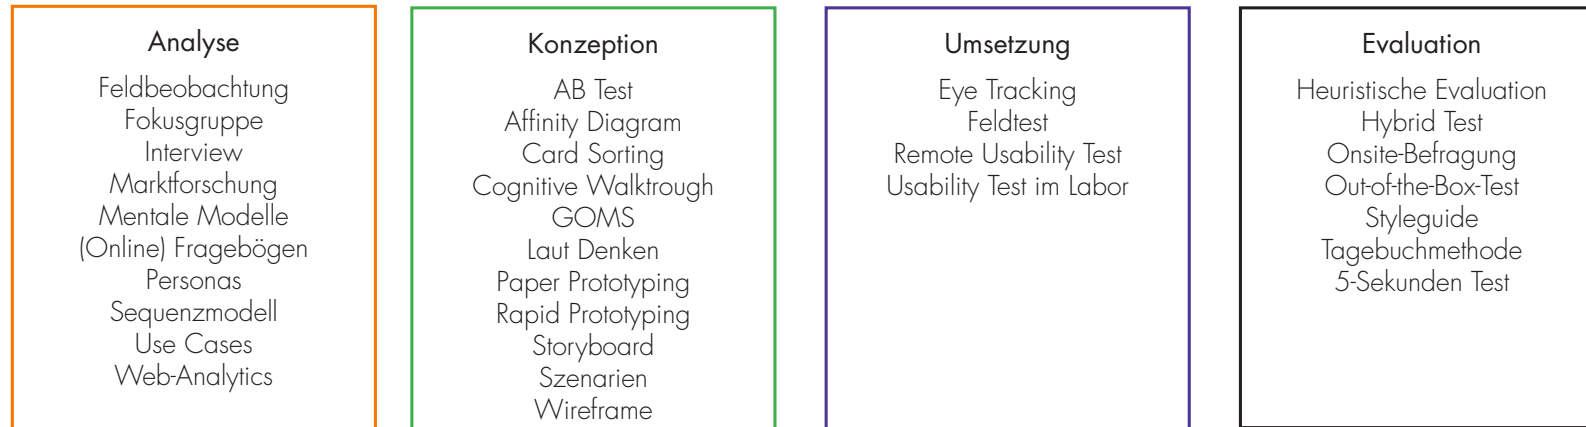 Analyse
Feldbeobachtung
Fokusgruppe
Interview
Marktforschung
Mentale Modelle
(Online) Fragebögen
Personas
Sequenzmodell
Use Cases
Web-Analytics
Konzeption
AB Test
Affinity Diagram
Card Sorting
Cognitive Walktrough
GOMS
Laut Denken
Paper Prototyping
Rapid Prototyping
Storyboard
Szenarien
Wireframe
Umsetzung
Eye Tracking
Feldtest
Remote Usability Test
Usability Test im Labor
Evaluation
Heuristische Evaluation
Hybrid Test
Onsite-Befragung
Out-of-the-Box-Test
Styleguide
Tagebuchmethode
5-Sekunden Test